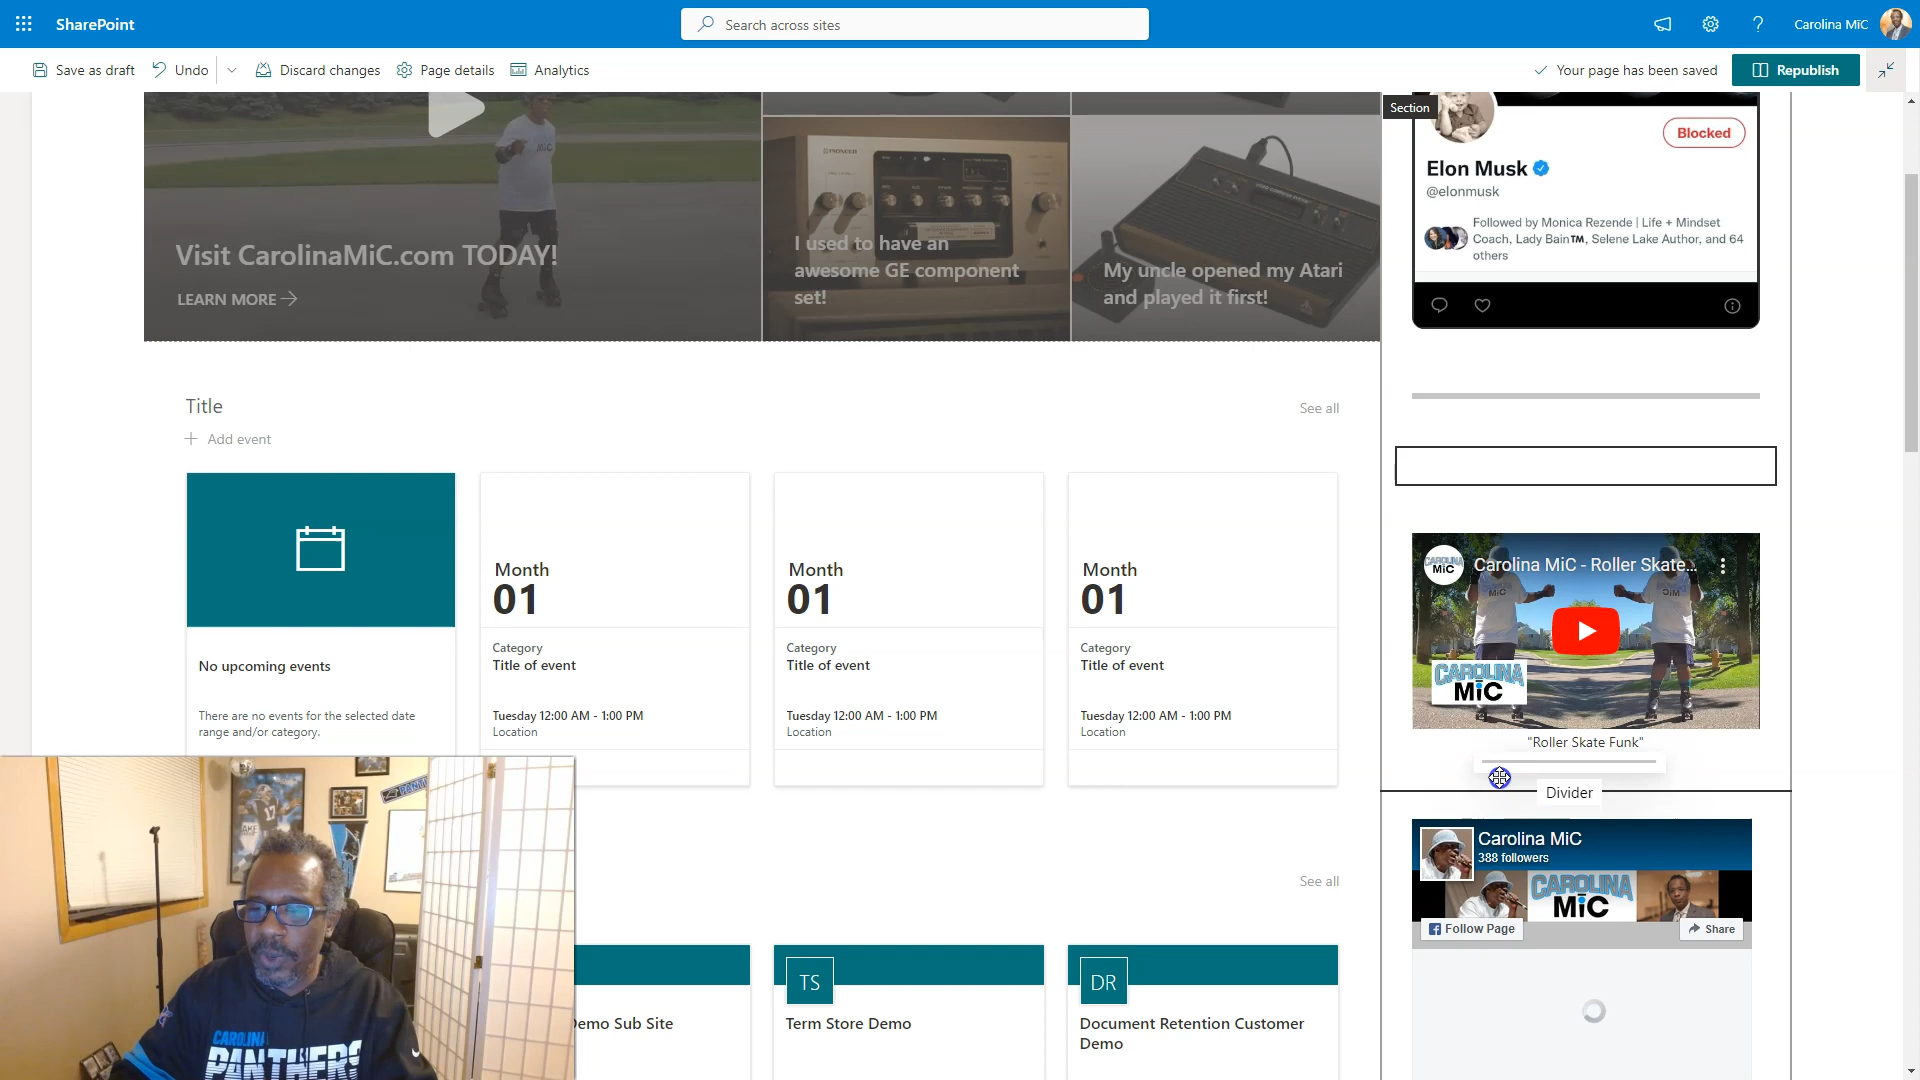 SharePoint
Search across sites
Carolina MiC
Save as draft
Undo
Discard changes
Page details
Analytics
Your page has been saved
Republish
Section
Blocked
Elon Musk
@elonmusk
Followed by Monica Rezende | Life + Mindset
Coach, Lady Bain™, Selene Lake Author, and 64
others
MiC
PIONEER
Visit CarolinaMiC.com TODAY!
LEARN MORE
I used to have an
awesome GE component
set!
My uncle opened my Atari
and played it first!
Title
See all
Add event
Month
01
Month
01
Month
01
No upcoming events
There are no events for the selected date
range and/or category.
Category
Title of event
Tuesday 12:00 AM - 1:00 PM
Location
Category
Title of event
Tuesday 12:00 AM - 1:00 PM
Location
Category
Title of event
Tuesday 12:00 AM - 1:00 PM
Location
CAROLINA
MiC
Carolina MiC - Roller Skate...
CAROLINA
MiC
"Roller Skate Funk"
Divider
Carolina MiC
388 followers
CAROLINA
MiC
Follow Page
Share
See all
Demo Sub Site
TS
Term Store Demo
DR
Document Retention Customer
Demo
CAROLINA
PANTHERS